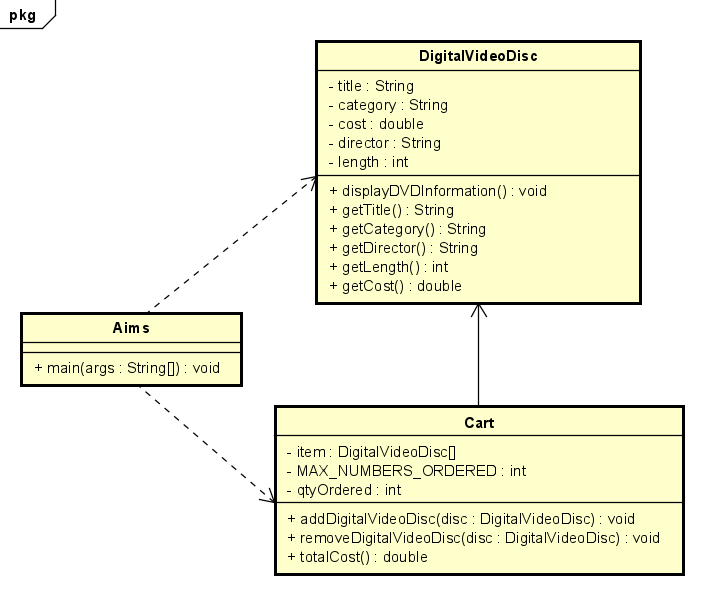 pkg
DigitalVideoDisc
- title : String
- category : String
- cost : double
- director : String
- length : int
+ displayDVDInformation() : void
+ getTitle() : String
+ getCategory() : String
+ getDirector() : String
+ getLength() : int
+ getCost() : double
Aims
+ main(args : String[]) : void
Cart
- item : DigitalVideoDisc[]
- MAX_NUMBERS_ORDERED : int
- qtyOrdered : int
+ addDigitalVideoDisc(disc : DigitalVideoDisc) : void
+ removeDigitalVideoDisc(disc : DigitalVideoDisc) : void
+ totalCost() : double